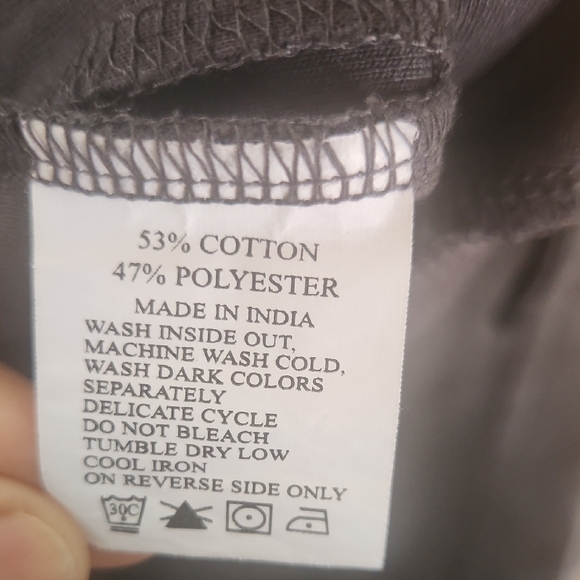 53% COTTON
47% POLYESTER
MADE IN INDIA
WASH INSIDE OUT,
MACHINE WASH COLD,
WASH DARK COLORS
SEPARATELY
DELICATE CYCLE
DO NOT BLEACH
TUMBLE DRY LOW
COOL IRON
ON REVERSE SIDE ONLY
30C